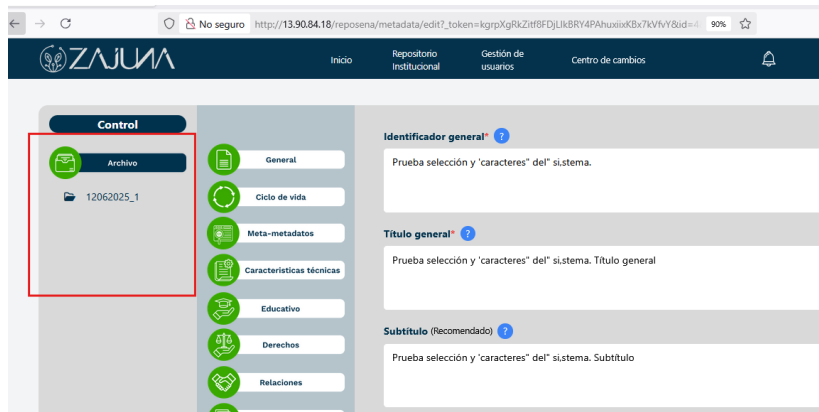 No seguro http://13.90.84.18/reposena/metadata/edit?_token=kgrpXgRkZitf8FDjLlkBRY4PAhuxiixKBx7kVfvY&id=4 90%
ZAJUNA
Inicio
Repositorio Institucional
Gestión de usuarios
Centro de cambios
Control
Archivo
12062025_1
General
Ciclo de vida
Meta-metadatos
Características técnicas
Educativo
Derechos
Relaciones
Identificador general* ?
Prueba selección y 'caracteres" del" si,stema.
Título general* ?
Prueba selección y 'caracteres" del" si,stema. Título general
Subtítulo (Recomendado) ?
Prueba selección y 'caracteres" del" si,stema. Subtítulo